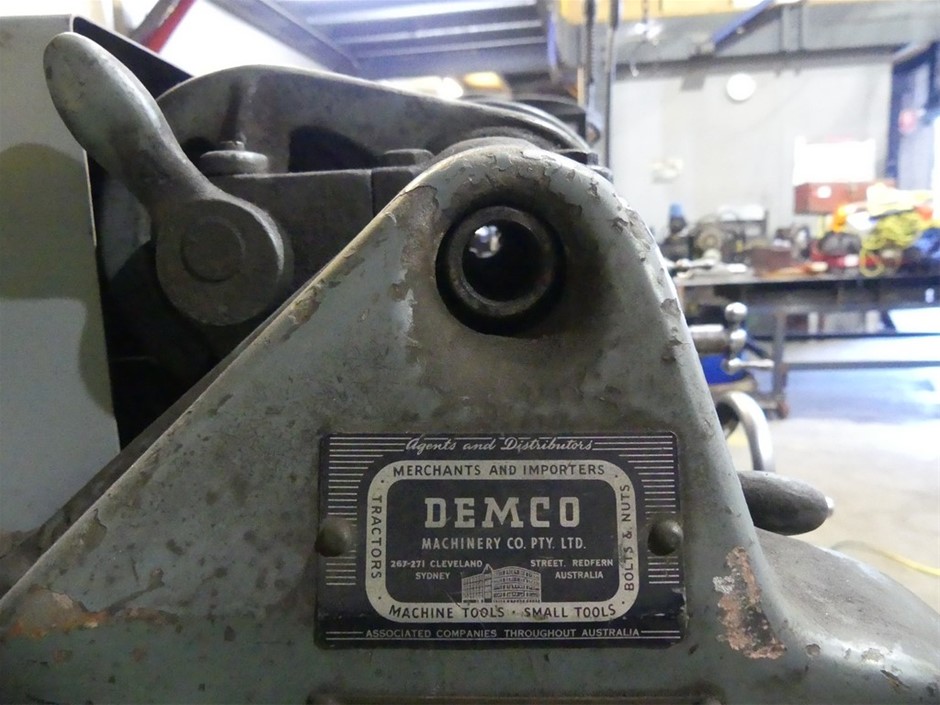 Agents and Distributors
MERCHANTS AND IMPORTERS
TRACTORS
BOLTS & NUTS
DEMCO
MACHINERY CO. PTY. LTD.
267-271 CLEVELAND STREET, REDFERN
SYDNEY AUSTRALIA
MACHINE TOOLS · SMALL TOOLS
ASSOCIATED COMPANIES THROUGHOUT AUSTRALIA